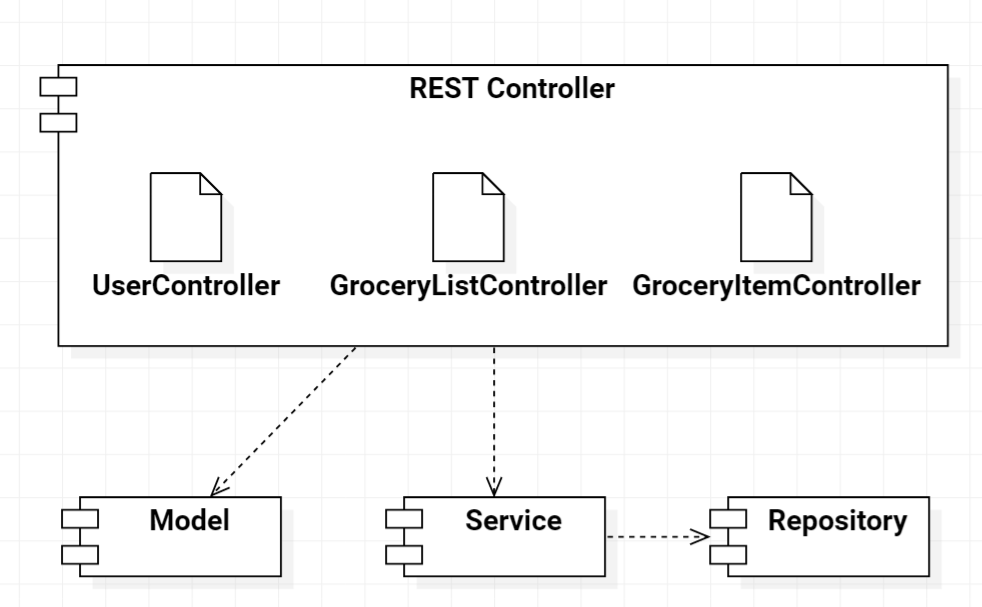 REST Controller
UserController
GroceryListController
GroceryItemController
Model
Service
Repository